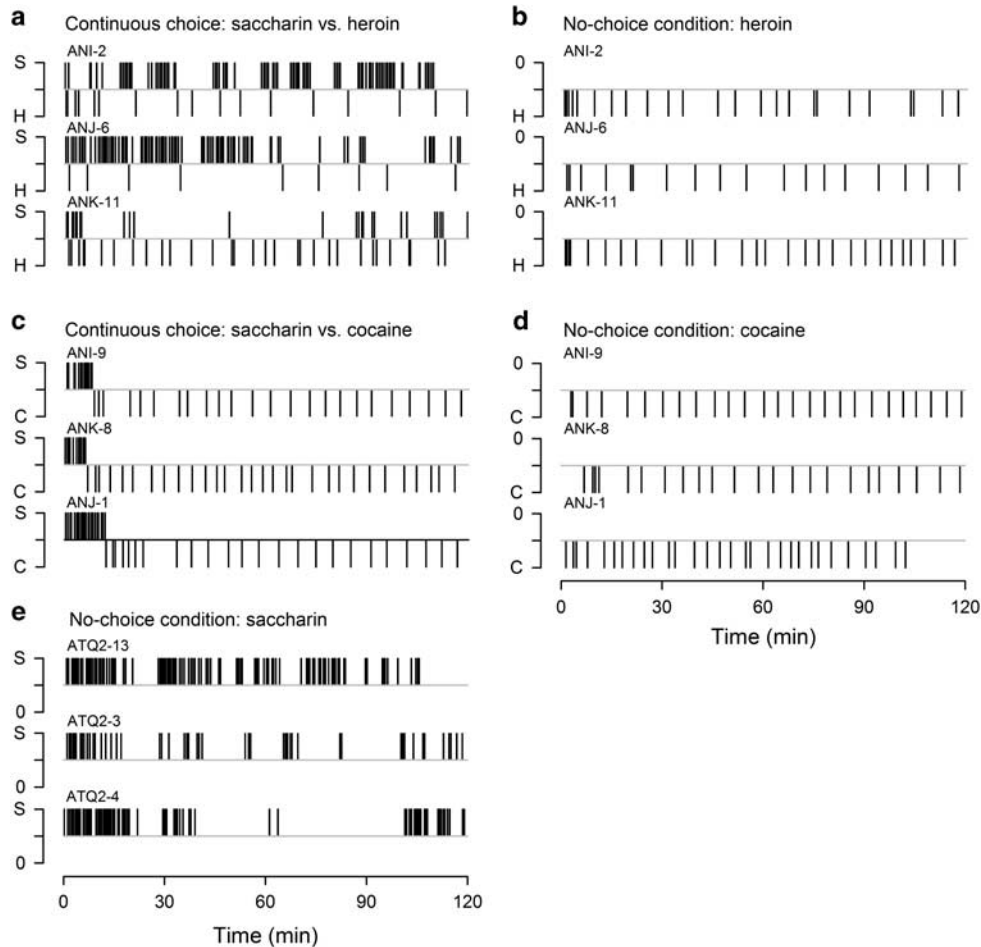 a Continuous choice: saccharin vs. heroin
S
ANI-2
H
ANJ-6
S
H
ANK-11
S
H
b No-choice condition: heroin
0
ANI-2
H
ANJ-6
0
H
ANK-11
0
H
c Continuous choice: saccharin vs. cocaine
ANI-9
S
C
ANK-8
S
C
ANJ-1
S
C
d No-choice condition: cocaine
ANI-9
0
C
ANK-8
0
C
ANJ-1
0
C
0 30 60 90 120
Time (min)
e No-choice condition: saccharin
ATQ2-13
S
0
ATQ2-3
S
0
ATQ2-4
S
0
0 30 60 90 120
Time (min)